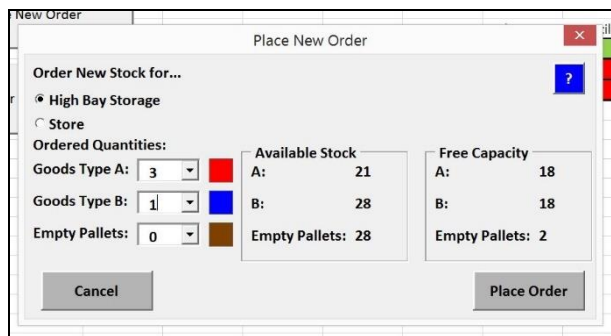 e New Order
Place New Order
x
Order New Stock for...
?
High Bay Storage
Store
Ordered Quantities:
Goods Type A: 3
Goods Type B: 1
Empty Pallets: 0
Available Stock
A: 21
B: 28
Empty Pallets: 28
Free Capacity
A: 18
B: 18
Empty Pallets: 2
Cancel
Place Order